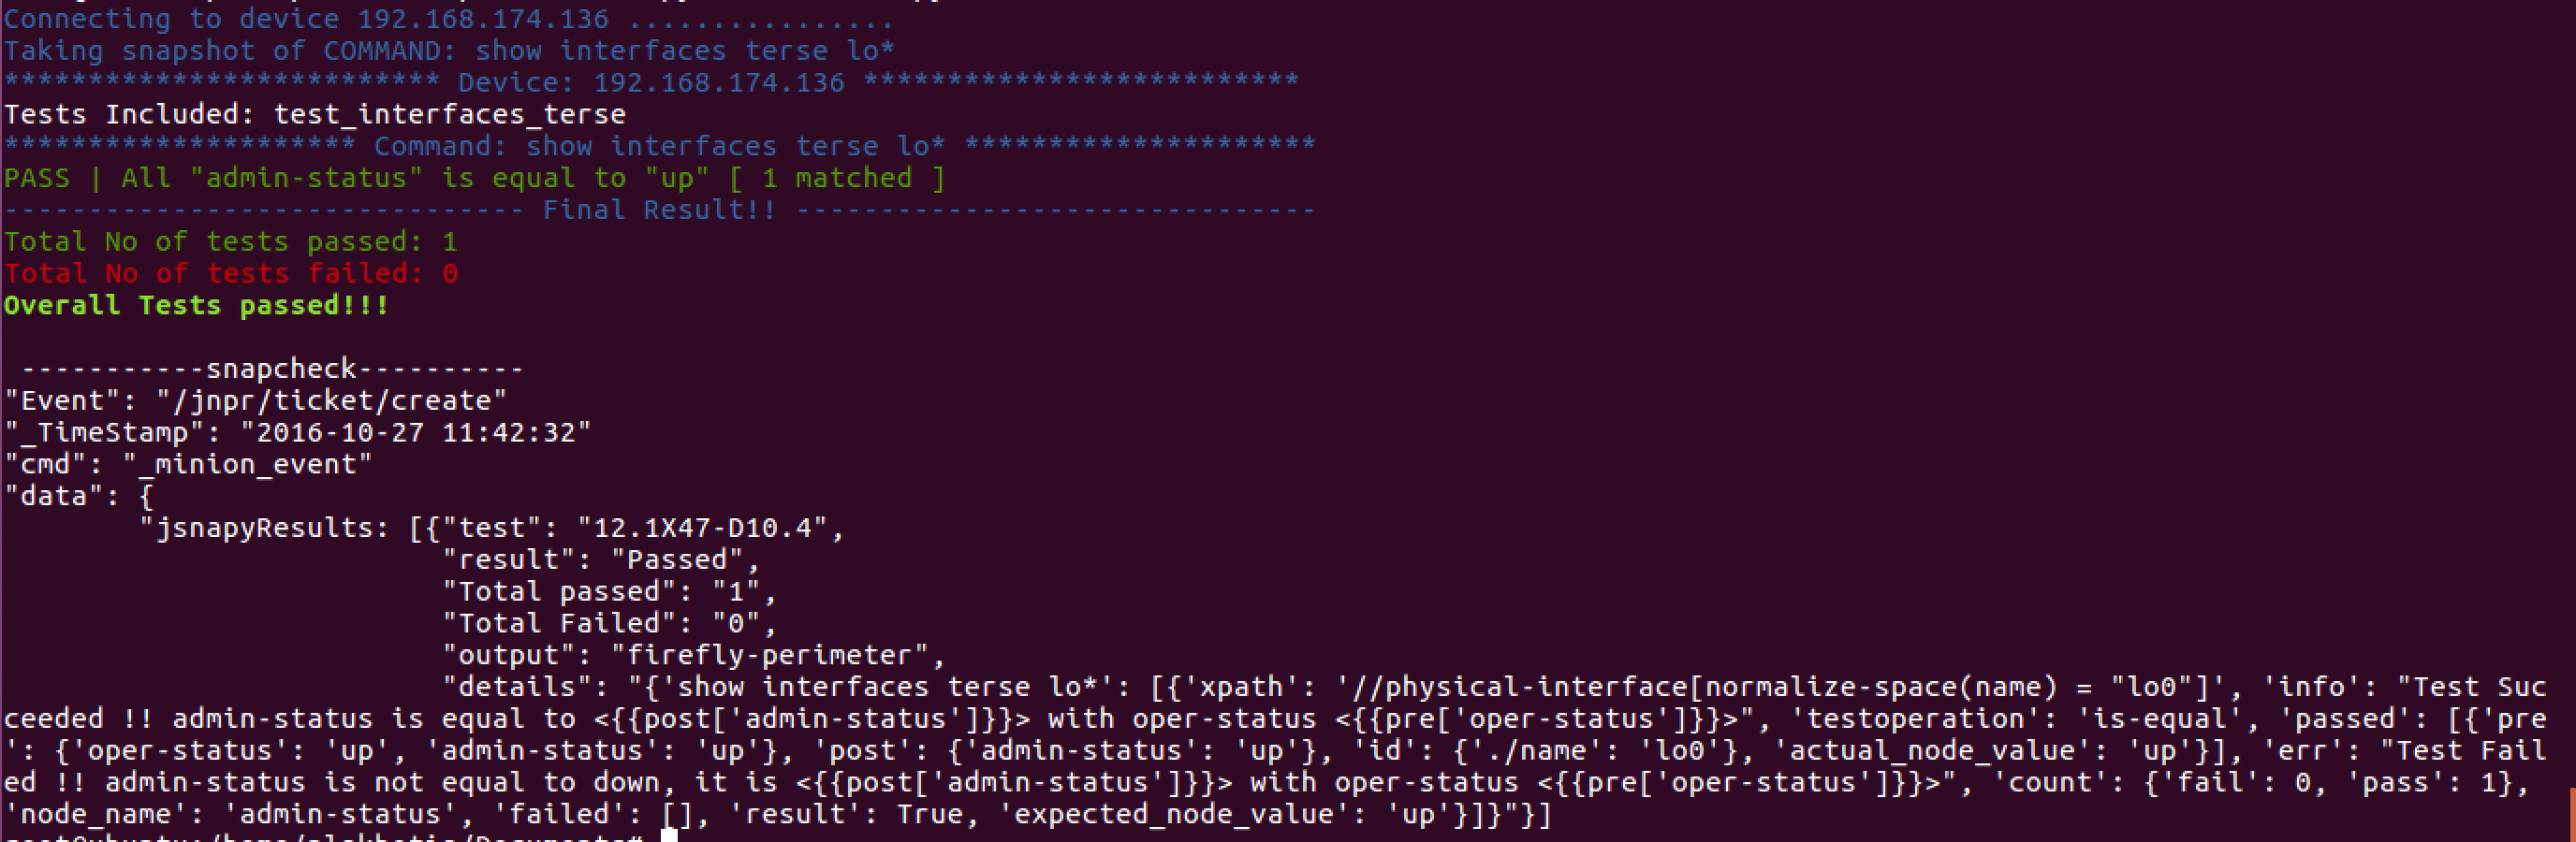 Connecting to device 192.168.174.136 ................
Taking snapshot of COMMAND: show interfaces terse lo*
************************** Device: 192.168.174.136 **************************
Tests Included: test_interfaces_terse
********************* Command: show interfaces terse lo* *********************
PASS | All "admin-status" is equal to "up" [ 1 matched ]
------------------------------- Final Result!! -------------------------------
Total No of tests passed: 1
Total No of tests failed: 0
Overall Tests passed!!!
-----------snapcheck----------
"Event": "/jnpr/ticket/create"
"_TimeStamp": "2016-10-27 11:42:32"
"cmd": "_minion_event"
"data": {
"jsnapyResults: [{"test": "12.1X47-D10.4",
"result": "Passed",
"Total passed": "1",
"Total Failed": "0",
"output": "firefly-perimeter",
"details": "{'show interfaces terse lo*': [{'xpath': '//physical-interface[normalize-space(name) = "lo0"]', 'info': "Test Suc
ceeded !! admin-status is equal to <{{post['admin-status']}}> with oper-status <{{pre['oper-status']}}>", 'testoperation': 'is-equal', 'passed': [{'pre
': {'oper-status': 'up', 'admin-status': 'up'}, 'post': {'admin-status': 'up'}, 'id': {'./name': 'lo0'}, 'actual_node_value': 'up'}], 'err': "Test Fail
ed !! admin-status is not equal to down, it is <{{post['admin-status']}}> with oper-status <{{pre['oper-status']}}>", 'count': {'fail': 0, 'pass': 1},
'node_name': 'admin-status', 'failed': [], 'result': True, 'expected_node_value': 'up'}]}"}]